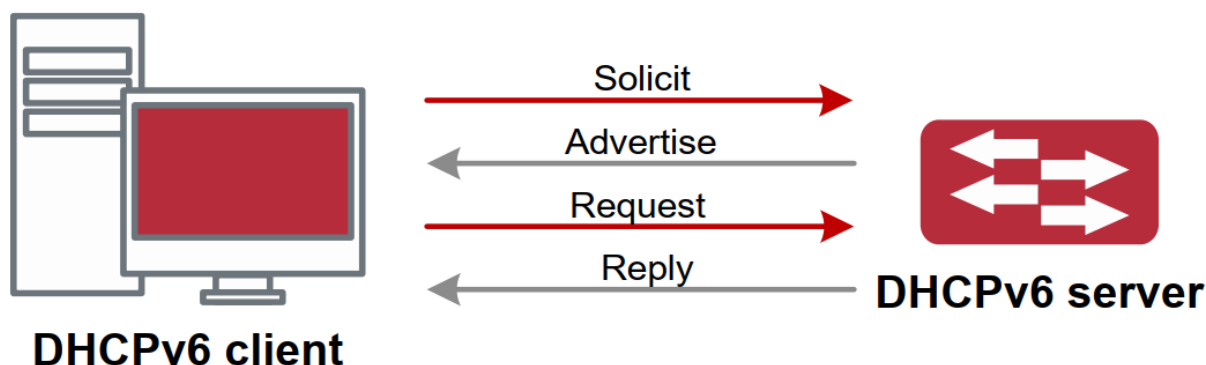 Solicit
Advertise
Request
Reply
DHCPv6 server
DHCPv6 client